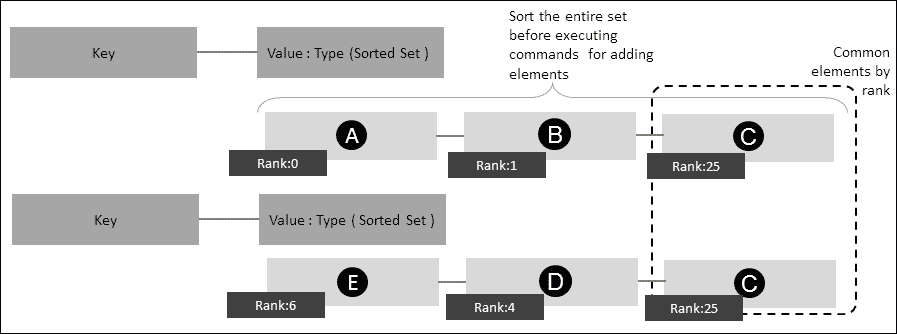 Sort the entire set
before executing
commands for adding
elements
Key
Value : Type (Sorted Set )
Common
elements by
rank
A
B
C
Rank:0
Rank:1
Rank:25
Key
Value : Type ( Sorted Set )
E
D
C
Rank:6
Rank:4
Rank:25